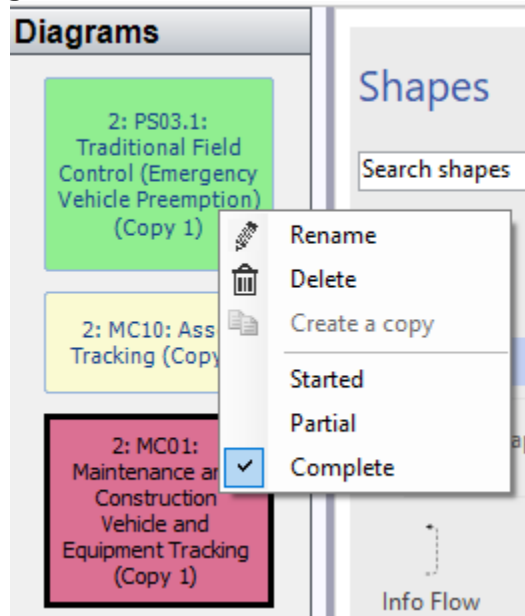 Diagrams
2: PS03.1:
Traditional Field
Control (Emergency
Vehicle Preemption)
(Copy 1)
2: MC10: Ass
Tracking (Copy
2: MC01:
Maintenance an
Construction
Vehicle and
Equipment Tracking
(Copy 1)
Rename
Delete
Create a copy
Started
Partial
Complete
Shapes
Search shapes
Info Flow